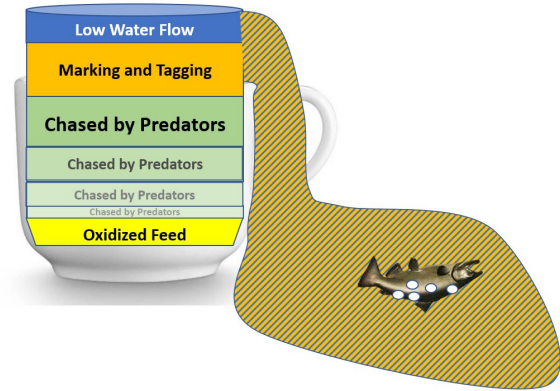 Low Water Flow
Marking and Tagging
Chased by Predators
Chased by Predators
Chased by Predators
Chased by Predators
Oxidized Feed